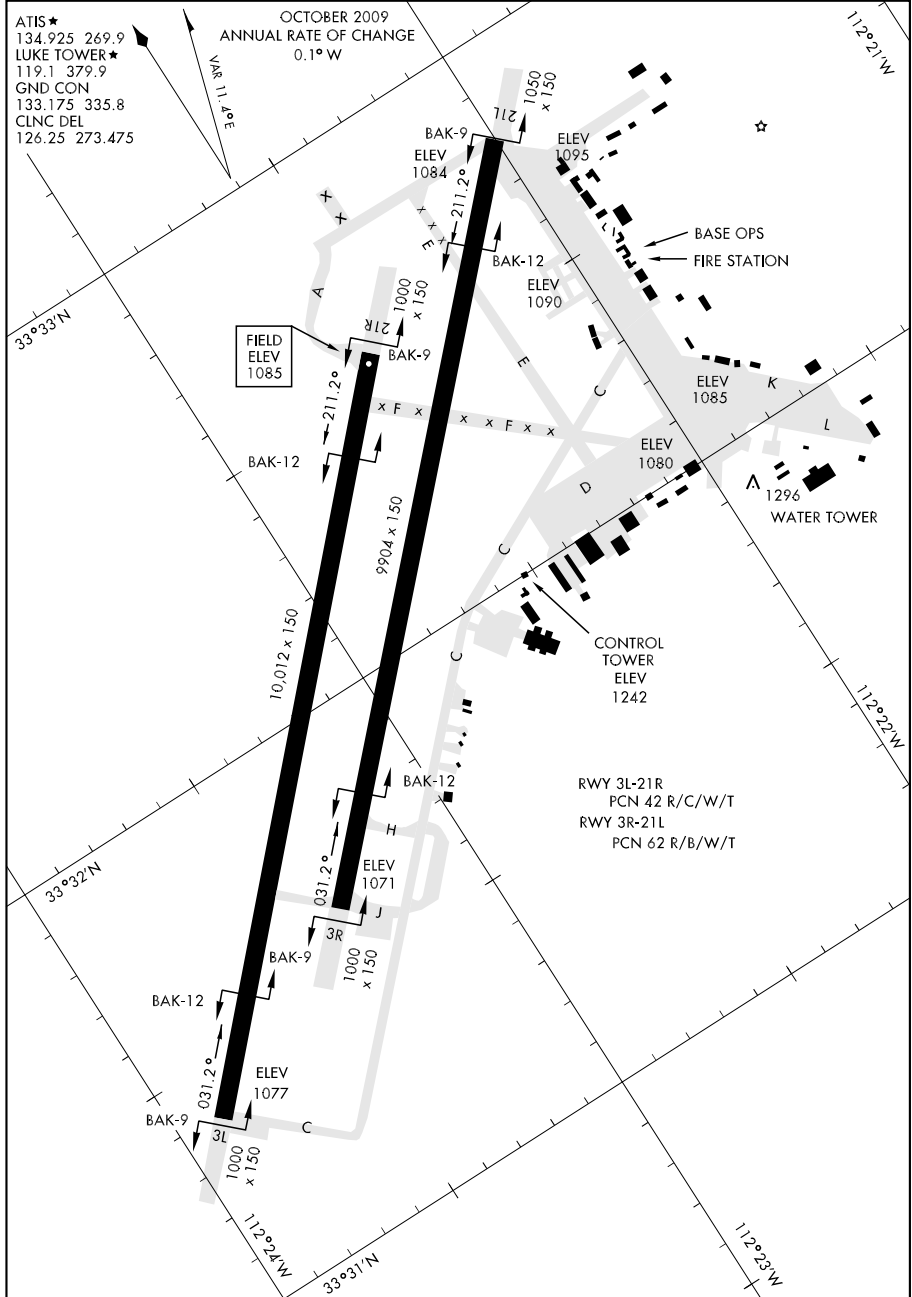 ATIS★
134.925 269.9
LUKE TOWER★
119.1 379.9
GND CON
133.175 335.8
CLNC DEL
126.25 273.475
VAR 11.4°E
OCTOBER 2009
ANNUAL RATE OF CHANGE
0.1° W
112°21'W
21L
1050
x 150
BAK-9
ELEV
1084
ELEV
1095
211.2°
x x
x x x x
E
BASE OPS
FIRE STATION
BAK-12
ELEV
1090
A
33°33'N
1000
x 150
21R
FIELD
ELEV
1085
BAK-9
E
C
ELEV
1085
K
L
211.2°
x F x x x F x x
ELEV
1080
BAK-12
D
1296
WATER TOWER
9904 x 150
C
CONTROL
TOWER
ELEV
1242
10,012 x 150
C
112°22'W
BAK-12
RWY 3L-21R
PCN 42 R/C/W/T
RWY 3R-21L
PCN 62 R/B/W/T
H
33°32'N
031.2°
ELEV
1071
J
3R
1000
x 150
BAK-9
BAK-12
031.2°
ELEV
1077
BAK-9
3L
C
1000
x 150
112°24'W
33°31'N
112°23'W